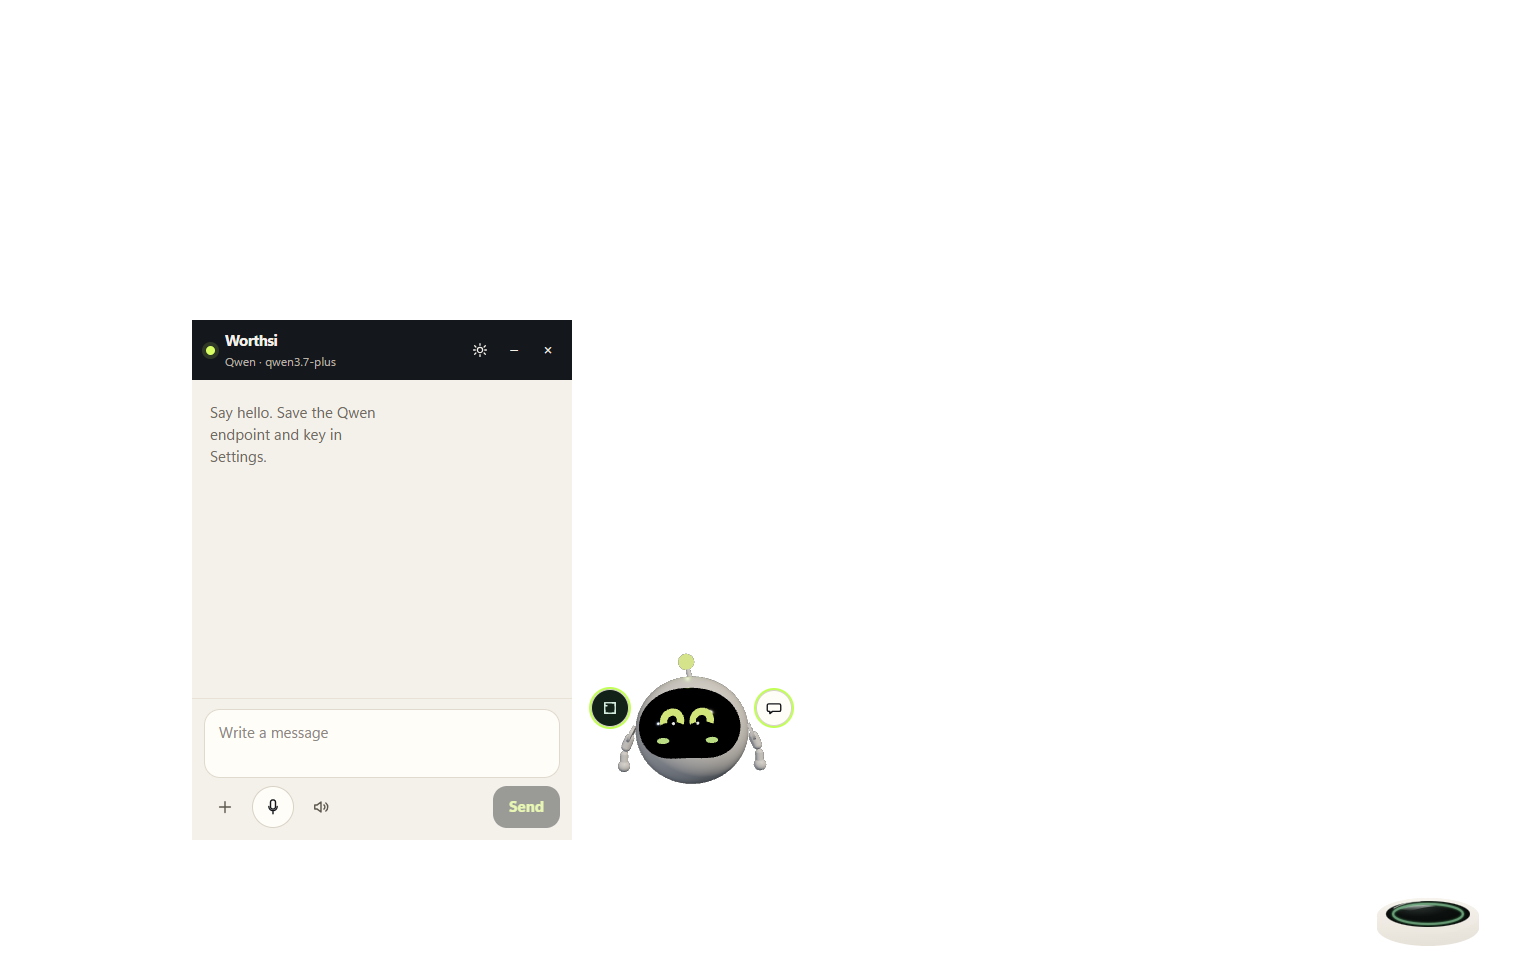 Worthsi
Qwen · qwen3.7-plus
Say hello. Save the Qwen
endpoint and key in
Settings.
Write a message
Send